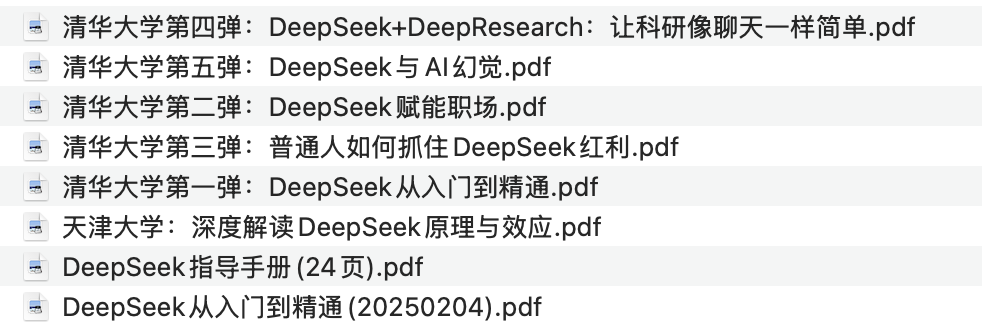 清华大学第四弹：DeepSeek+DeepResearch：让科研像聊天一样简单.pdf
清华大学第五弹：DeepSeek与AI幻觉.pdf
清华大学第二弹：DeepSeek赋能职场.pdf
清华大学第三弹：普通人如何抓住DeepSeek红利.pdf
清华大学第一弹：DeepSeek从入门到精通.pdf
天津大学：深度解读DeepSeek原理与效应.pdf
DeepSeek指导手册(24页).pdf
DeepSeek从入门到精通(20250204).pdf